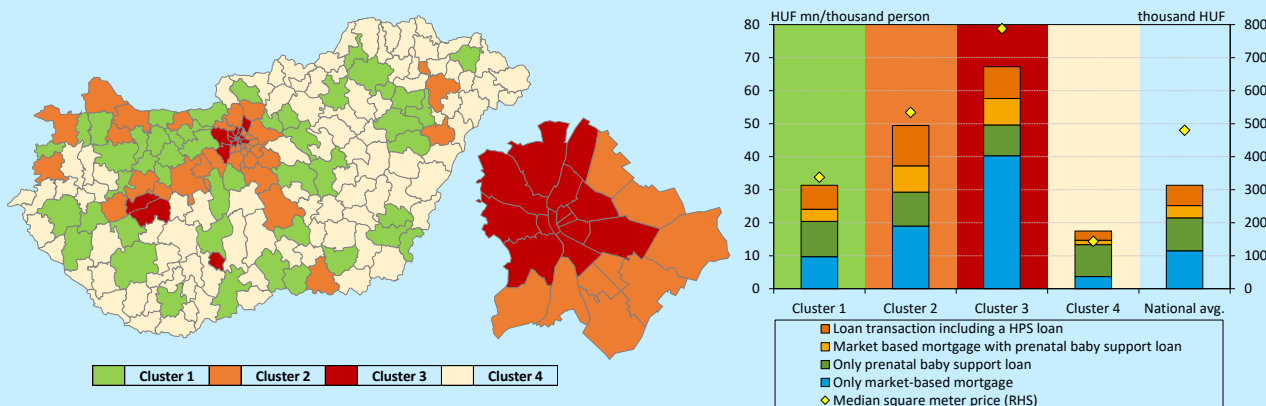 Cluster 1 Cluster 2 Cluster 3 Cluster 4
HUF mn/thousand person thousand HUF
80 800
70 700
60 600
50 500
40 400
30 300
20 200
10 100
0 0
Cluster 1 Cluster 2 Cluster 3 Cluster 4 National avg.
Loan transaction including a HPS loan
Market based mortgage with prenatal baby support loan
Only prenatal baby support loan
Only market-based mortgage
Median square meter price (RHS)